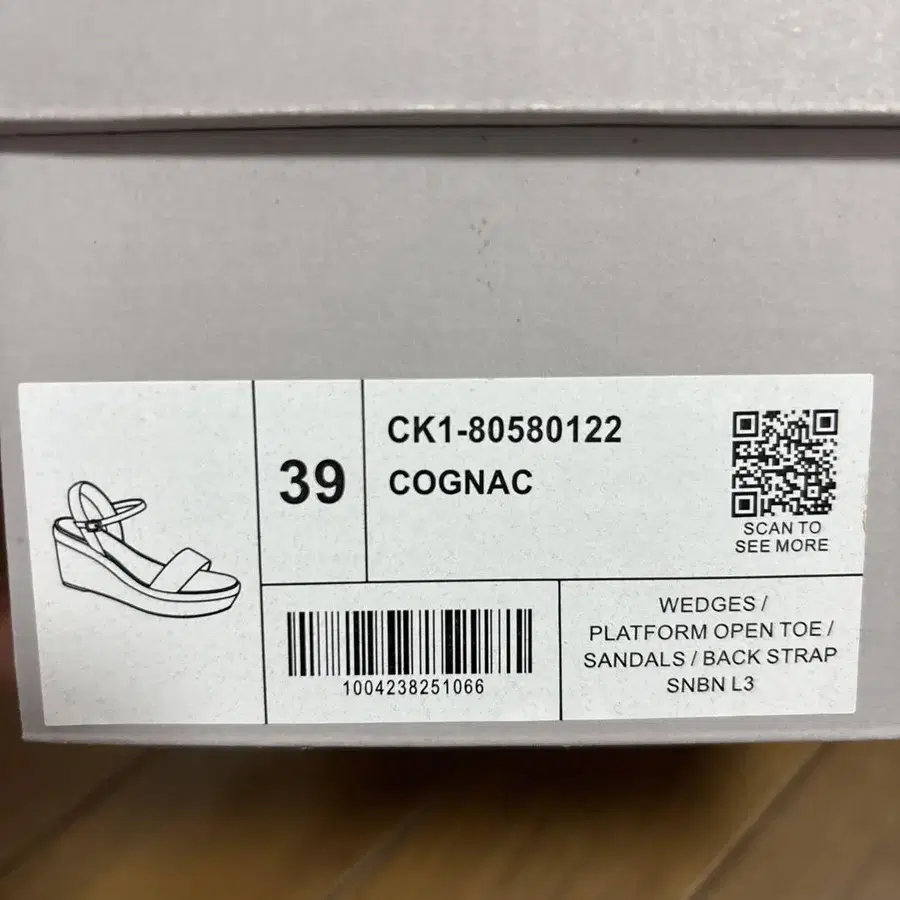 39
CK1-80580122
COGNAC
SCAN TO
SEE MORE
1004238251066
WEDGES /
PLATFORM OPEN TOE /
SANDALS / BACK STRAP
SNBN L3